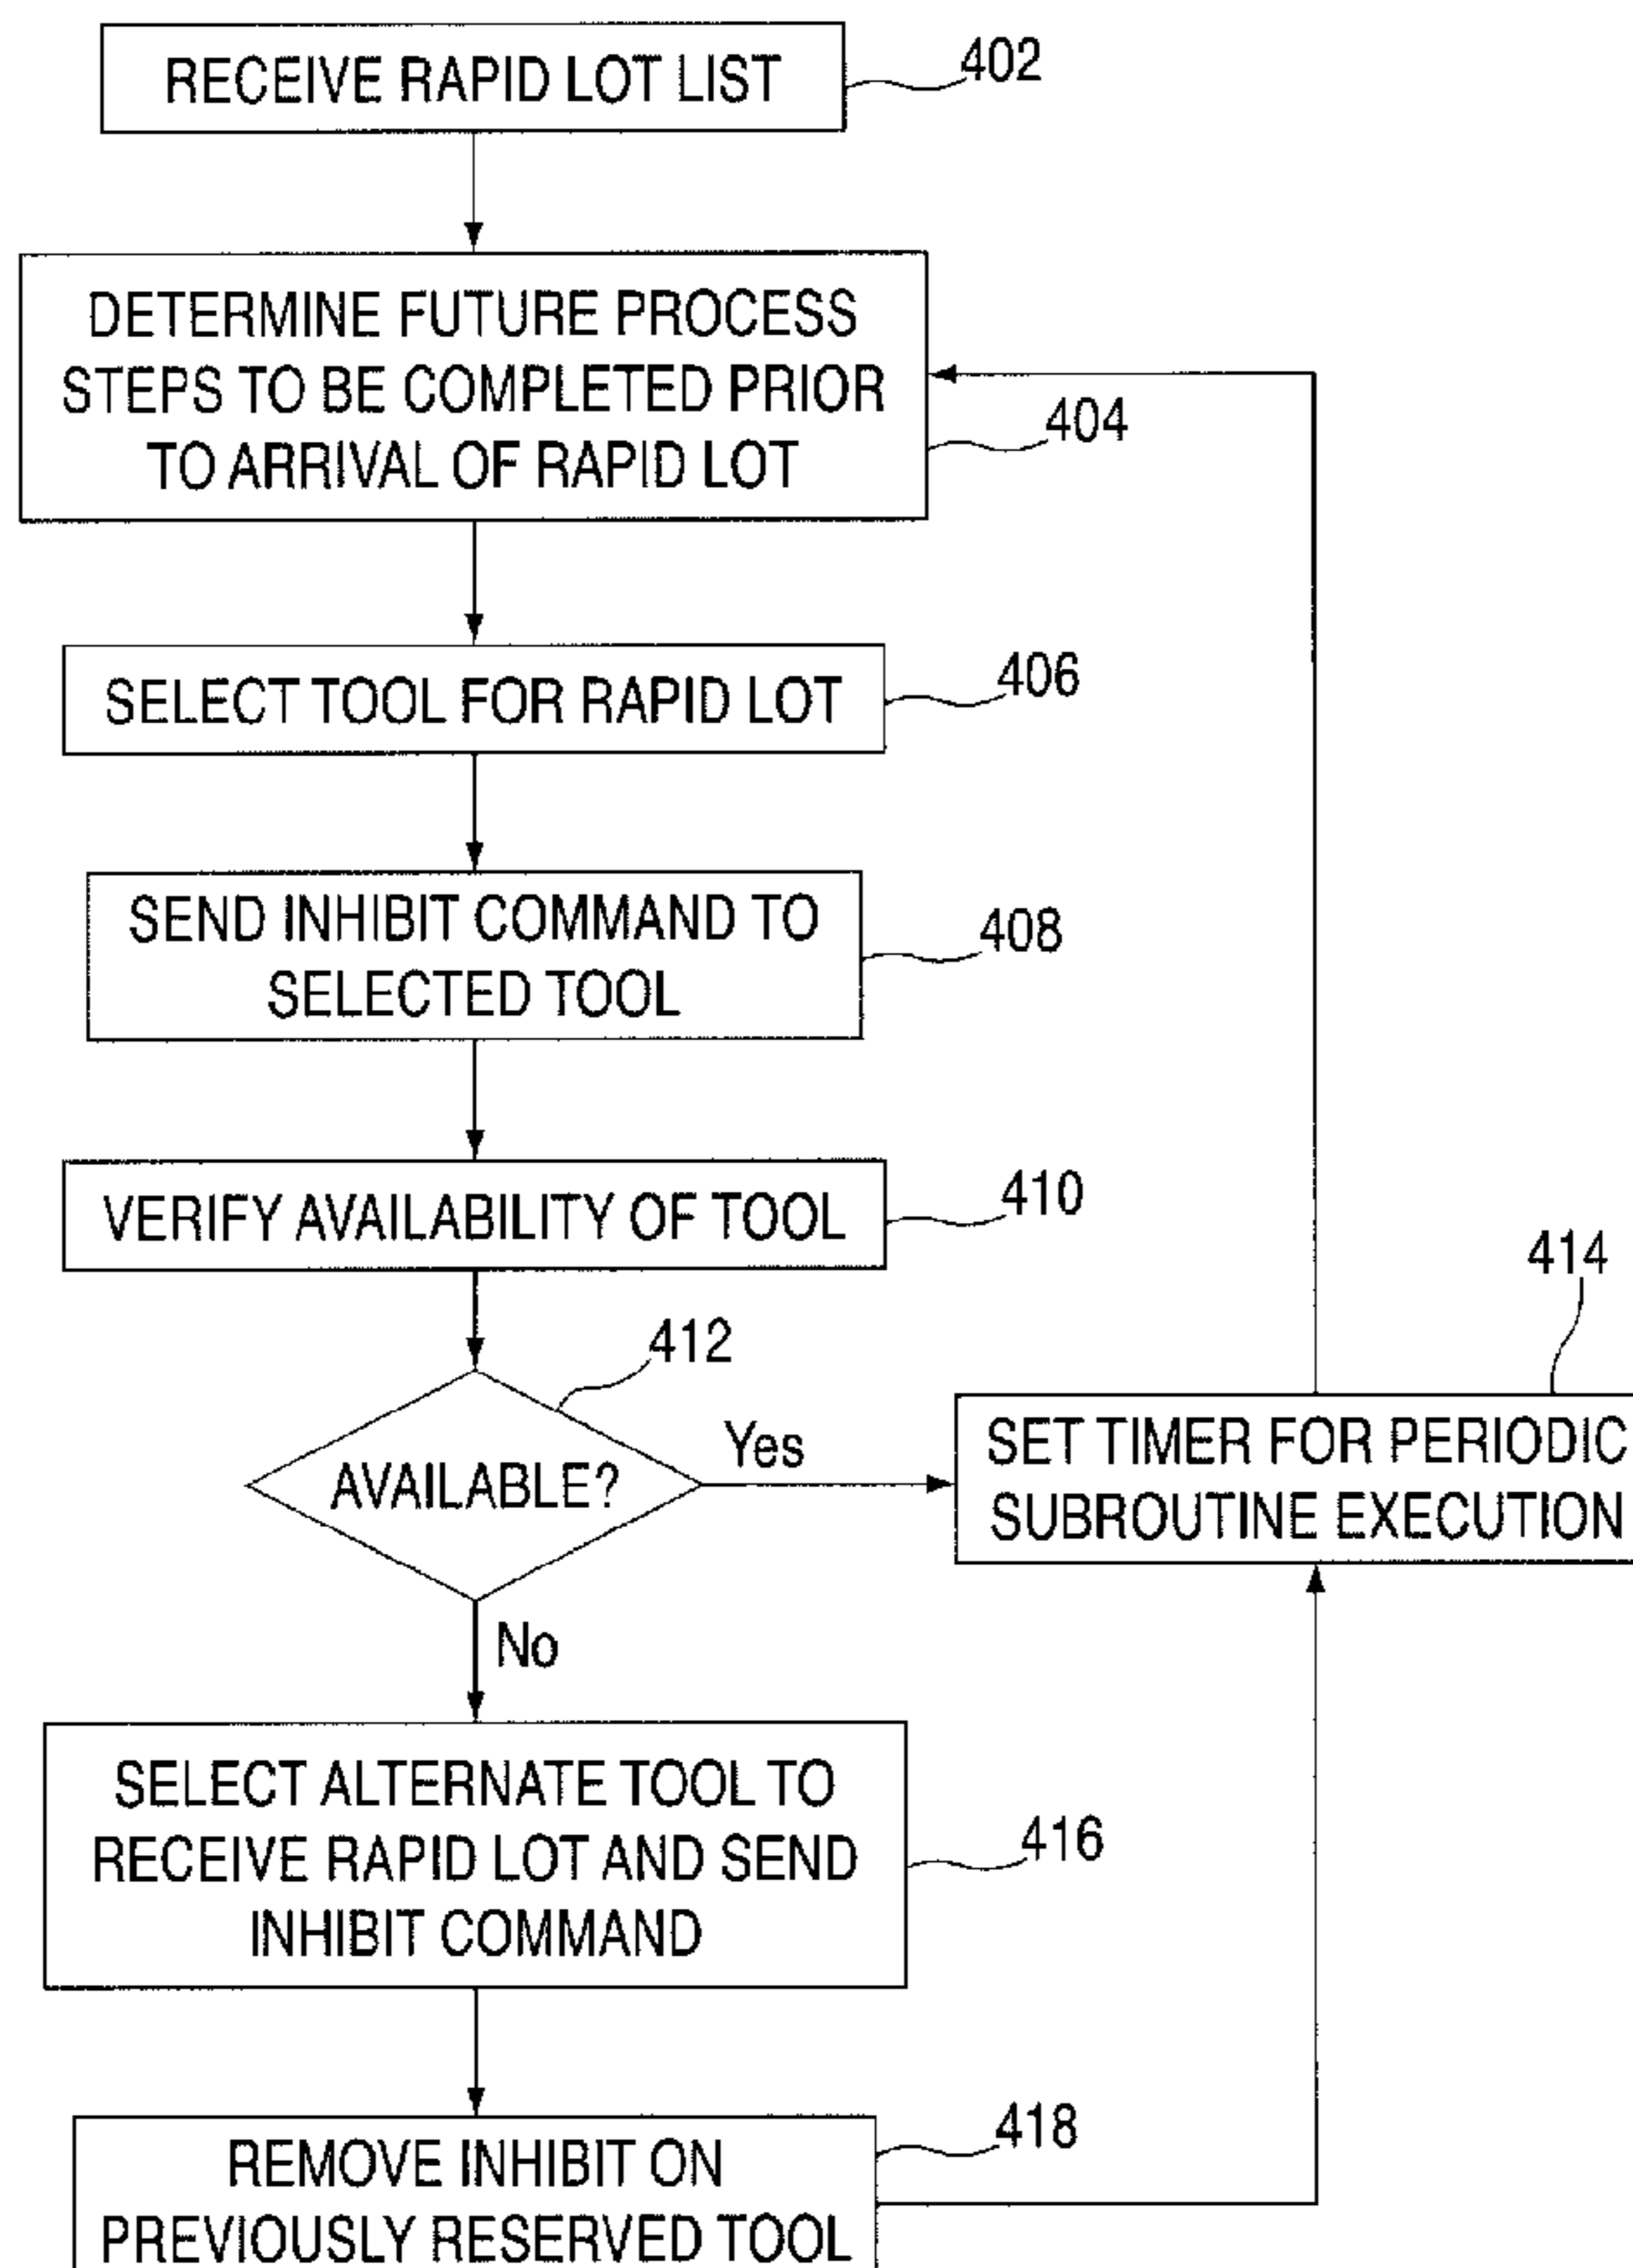 RECEIVE RAPID LOT LIST
402
DETERMINE FUTURE PROCESS
STEPS TO BE COMPLETED PRIOR
TO ARRIVAL OF RAPID LOT
404
SELECT TOOL FOR RAPID LOT
406
SEND INHIBIT COMMAND TO
SELECTED TOOL
408
VERIFY AVAILABILITY OF TOOL
410
412
AVAILABLE?
Yes
414
SET TIMER FOR PERIODIC
SUBROUTINE EXECUTION
No
SELECT ALTERNATE TOOL TO
RECEIVE RAPID LOT AND SEND
INHIBIT COMMAND
416
REMOVE INHIBIT ON
PREVIOUSLY RESERVED TOOL
418